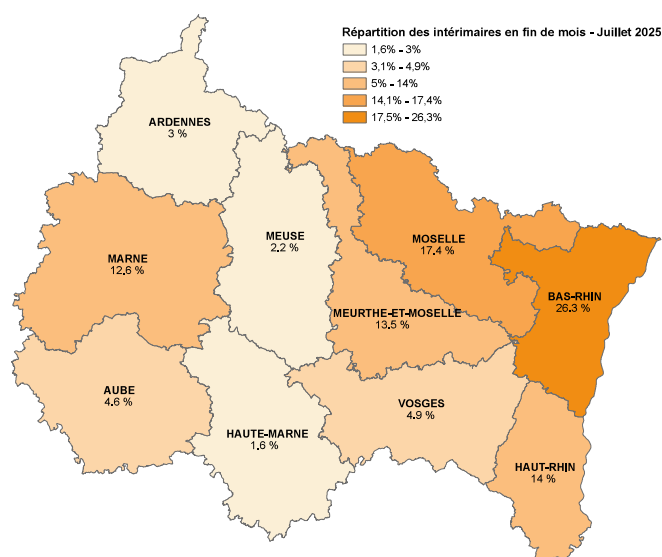 Répartition des intérimaires en fin de mois - Juillet 2025
1,6% - 3%
3,1% - 4,9%
5% - 14%
14,1% - 17,4%
17,5% - 26,3%
ARDENNES
3 %
MEUSE
2.2 %
MOSELLE
17.4 %
MARNE
12.6 %
BAS-RHIN
26.3 %
MEURTHE-ET-MOSELLE
13.5 %
AUBE
4.6 %
VOSGES
4.9 %
HAUTE-MARNE
1.6 %
HAUT-RHIN
14 %